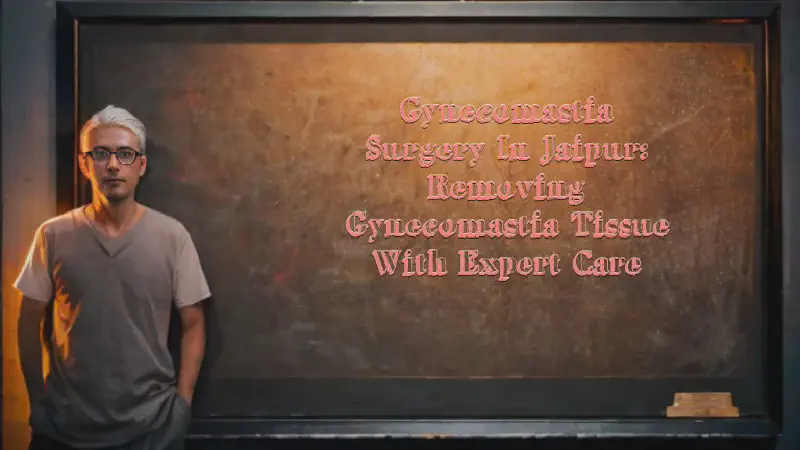 Gynecomastia
Surgery In Jaipur:
Removing
Gynecomastia Tissue
With Expert Care